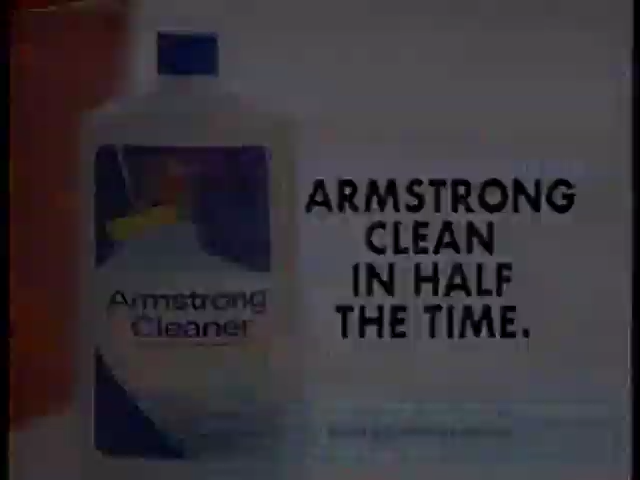 ARMSTRONG
CLEAN
IN HALF
THE TIME.
Armstrong
Cleaner